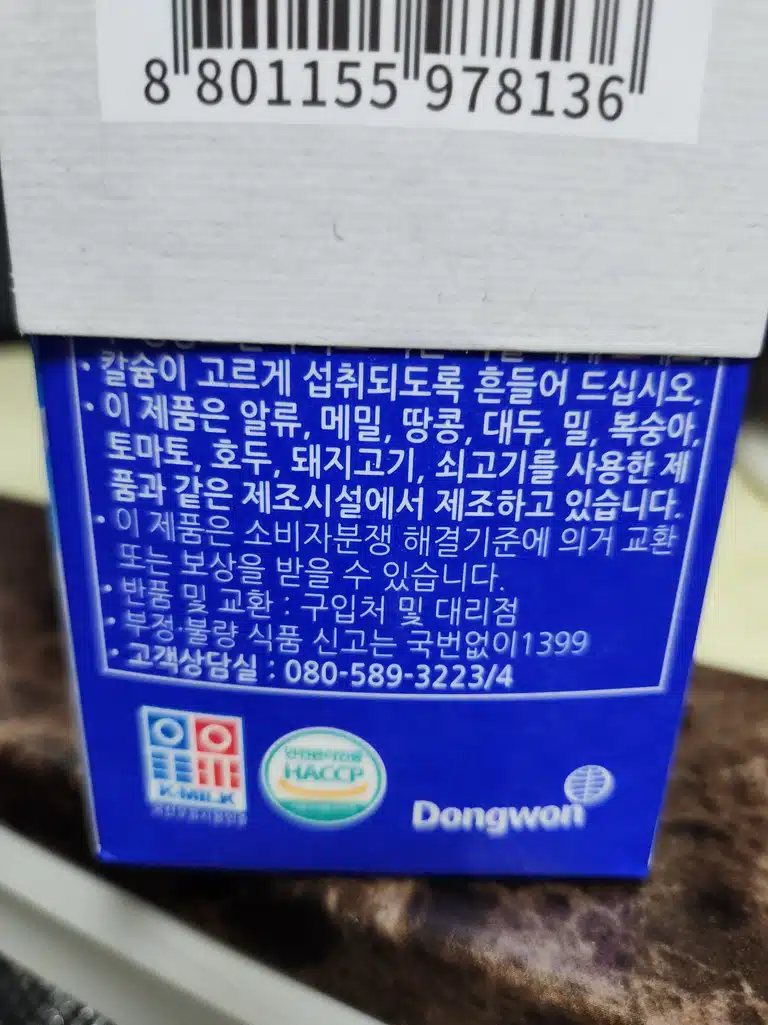 8 801155 978136
· 칼슘이 고르게 섭취되도록 흔들어 드십시오.
· 이 제품은 알류, 메밀, 땅콩, 대두, 밀, 복숭아,
토마토, 호두, 돼지고기, 쇠고기를 사용한 제
품과 같은 제조시설에서 제조하고 있습니다.
· 이 제품은 소비자분쟁 해결기준에 의거 교환
또는 보상을 받을 수 있습니다.
· 반품 및 교환 : 구입처 및 대리점
· 부정·불량 식품 신고는 국번없이1399
· 고객상담실 : 080-589-3223/4
K·MILK
HACCP
Dongwon